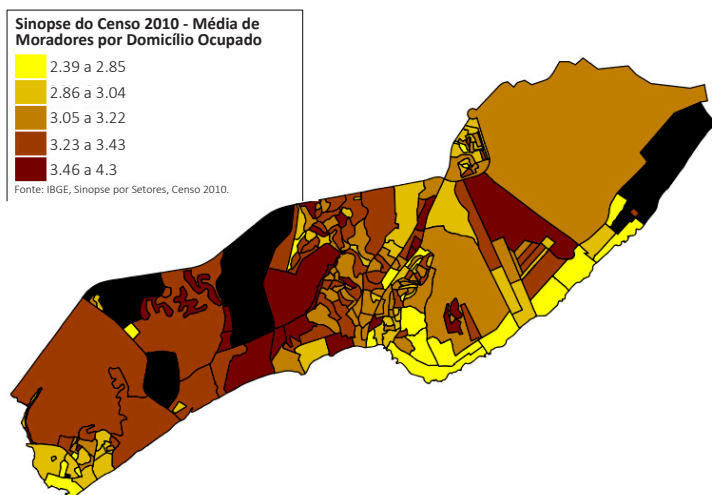 Sinopse do Censo 2010 - Média de
Moradores por Domicílio Ocupado
2.39 a 2.85
2.86 a 3.04
3.05 a 3.22
3.23 a 3.43
3.46 a 4.3
Fonte: IBGE, Sinopse por Setores, Censo 2010.